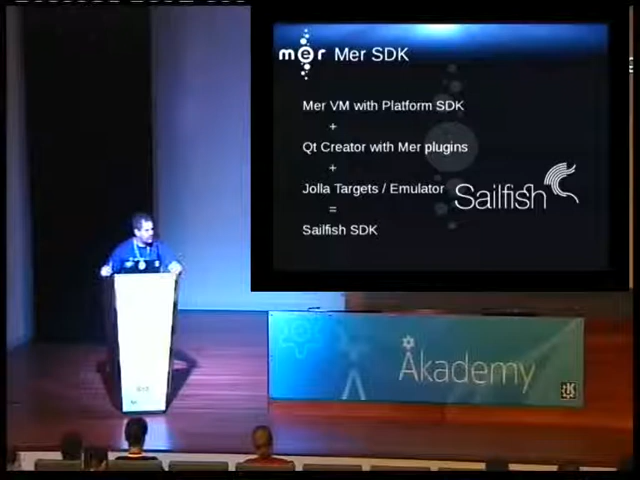 mer Mer SDK
Mer VM with Platform SDK
+
Qt Creator with Mer plugins
+
Jolla Targets / Emulator
=
Sailfish SDK
Sailfish
Akademy
K